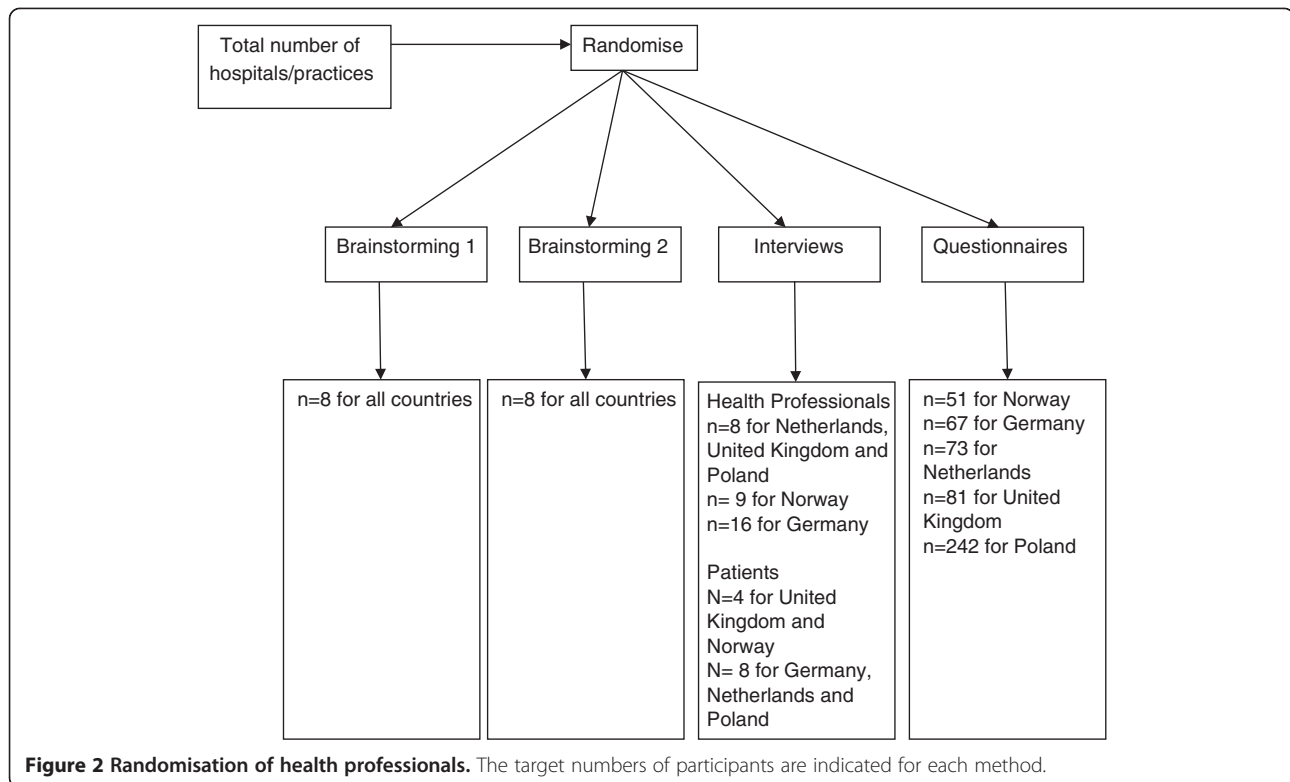 Total number of
hospitals/practices
Randomise
Brainstorming 1
Brainstorming 2
Interviews
Questionnaires
n=8 for all countries
n=8 for all countries
Health Professionals
n=8 for Netherlands,
United Kingdom and
Poland
n= 9 for Norway
n=16 for Germany
Patients
N=4 for United
Kingdom and
Norway
N= 8 for Germany,
Netherlands and
Poland
n=51 for Norway
n=67 for Germany
n=73 for
Netherlands
n=81 for United
Kingdom
n=242 for Poland
Figure 2 Randomisation of health professionals. The target numbers of participants are indicated for each method.